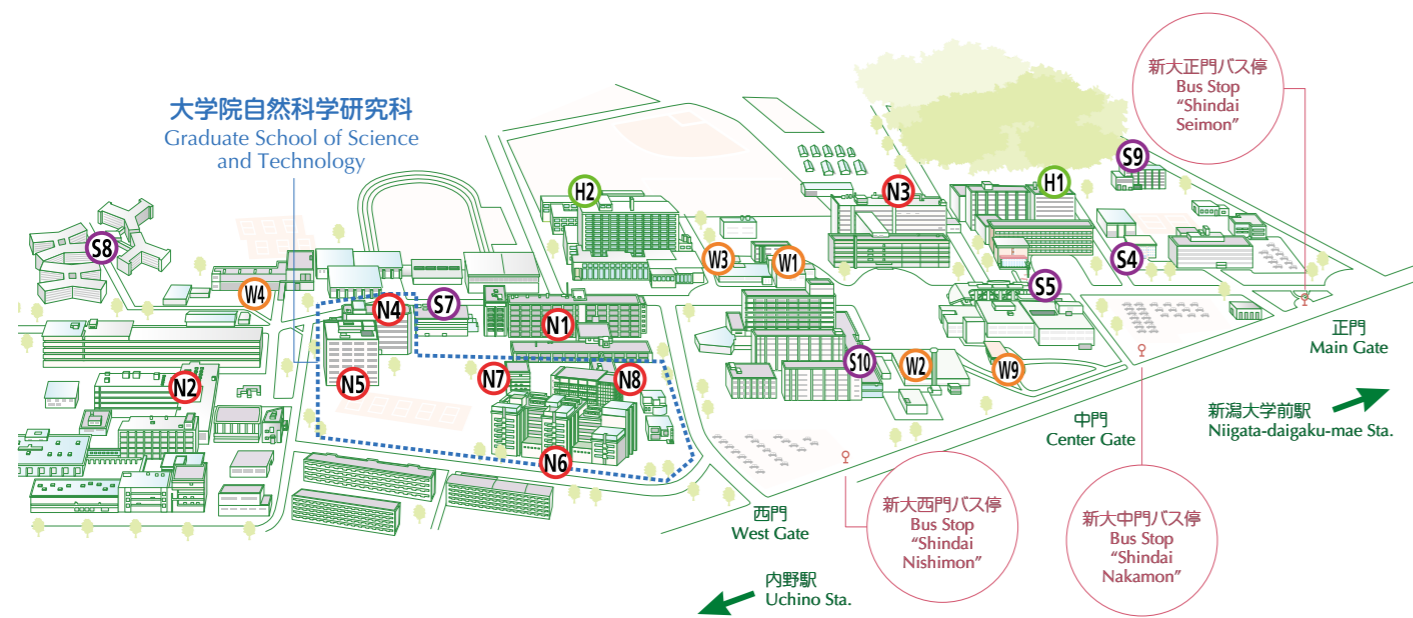 新大正門バス停
Bus Stop
“Shindai
Seimon”
大学院自然科学研究科
Graduate School of Science
and Technology
S9
H2
N3
H1
S8
W3
W1
S4
W4
S5
N4
S7
N1
正門
Main Gate
N5
N7
N8
S10
W2
W9
N2
新潟大学前駅
Niigata-daigaku-mae Sta.
中門
Center Gate
N6
西門
West Gate
新大西門バス停
Bus Stop
“Shindai
Nishimon”
新大中門バス停
Bus Stop
“Shindai
Nakamon”
内野駅
Uchino Sta.